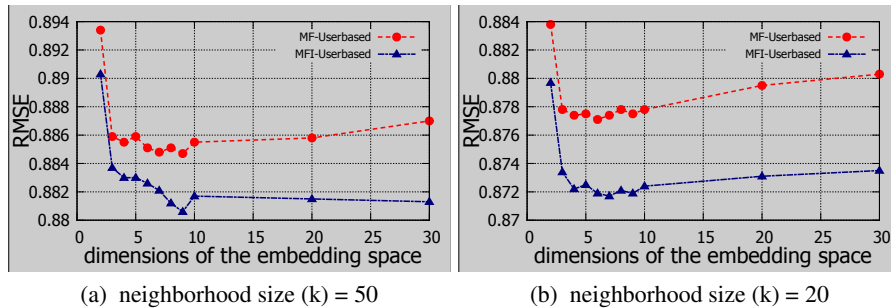 0.894
0.892
0.89
0.888
0.886
0.884
0.882
0.88
RMSE
MF-Userbased
MFI-Userbased
0 5 10 15 20 25 30
dimensions of the embedding space
(a) neighborhood size (k) = 50
0.884
0.882
0.88
0.878
0.876
0.874
0.872
0.87
RMSE
MF-Userbased
MFI-Userbased
0 5 10 15 20 25 30
dimensions of the embedding space
(b) neighborhood size (k) = 20